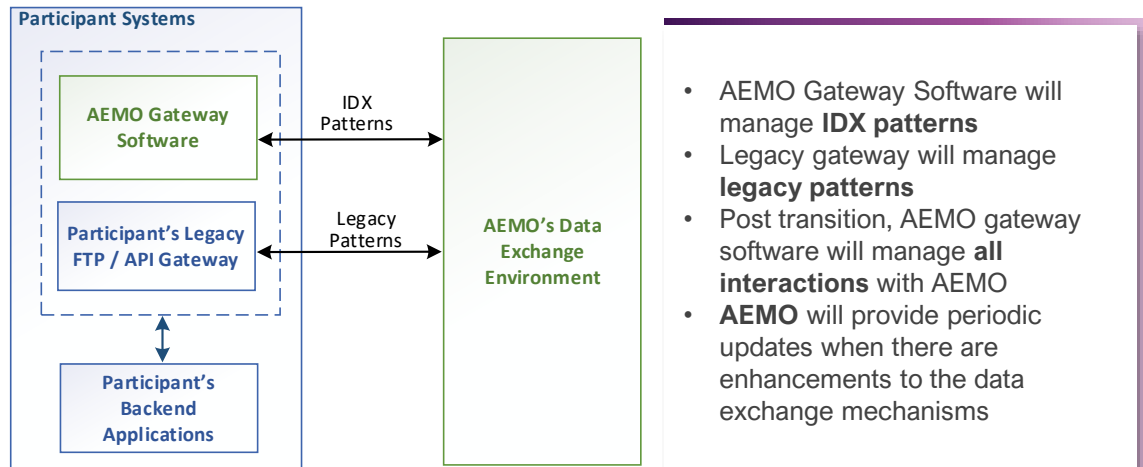 Participant Systems
AEMO Gateway
Software
IDX
Patterns
Participant's Legacy
FTP / API Gateway
Legacy
Patterns
AEMO's Data
Exchange
Environment
Participant's
Backend
Applications
• AEMO Gateway Software will
manage IDX patterns
• Legacy gateway will manage
legacy patterns
• Post transition, AEMO gateway
software will manage all
interactions with AEMO
• AEMO will provide periodic
updates when there are
enhancements to the data
exchange mechanisms